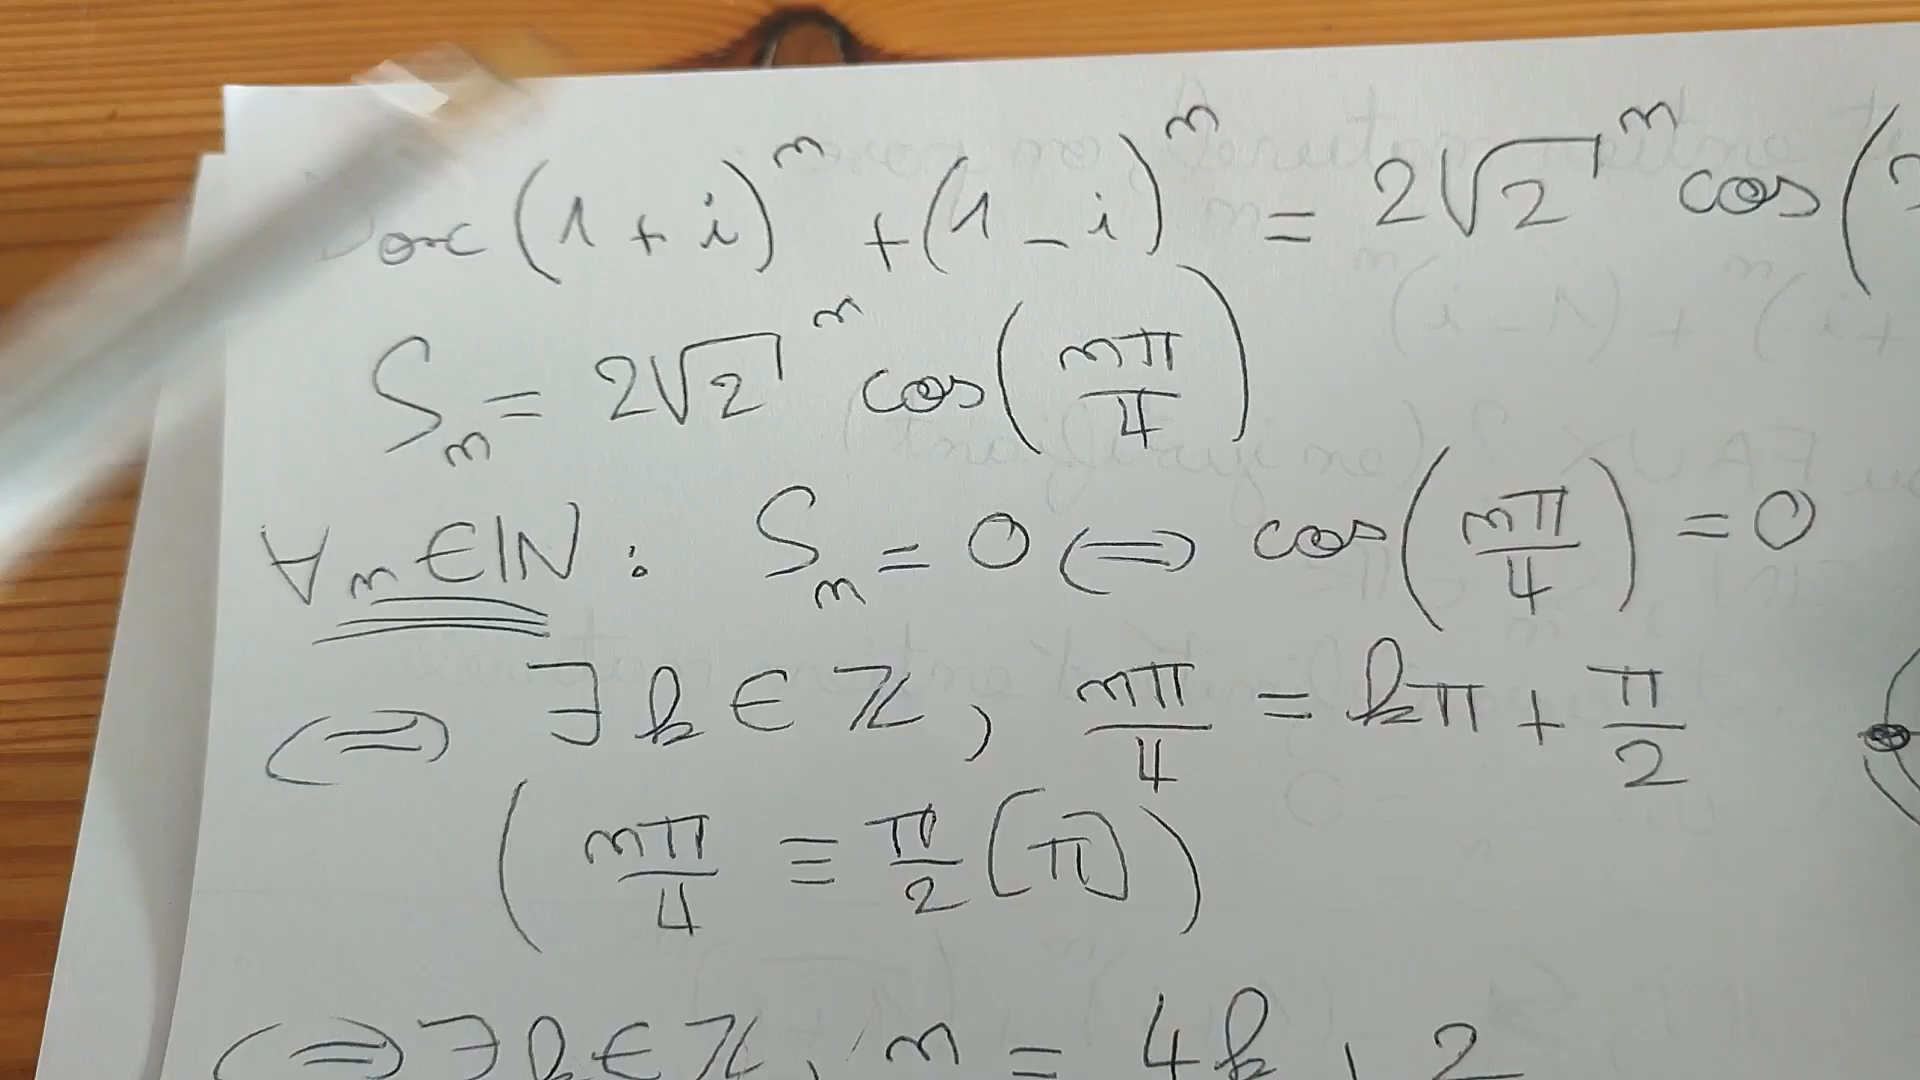 Donc (1+i)^n + (1-i)^n = 2√2^n cos(
S_n = 2√2^n cos(nπ/4)
∀n∈ℕ : S_n = 0 ⟺ cos(nπ/4) = 0
⟺ ∃k∈ℤ, nπ/4 = kπ + π/2
(nπ/4 ≡ π/2 [π])
⟺ ∃k∈ℤ, n = 4k + 2